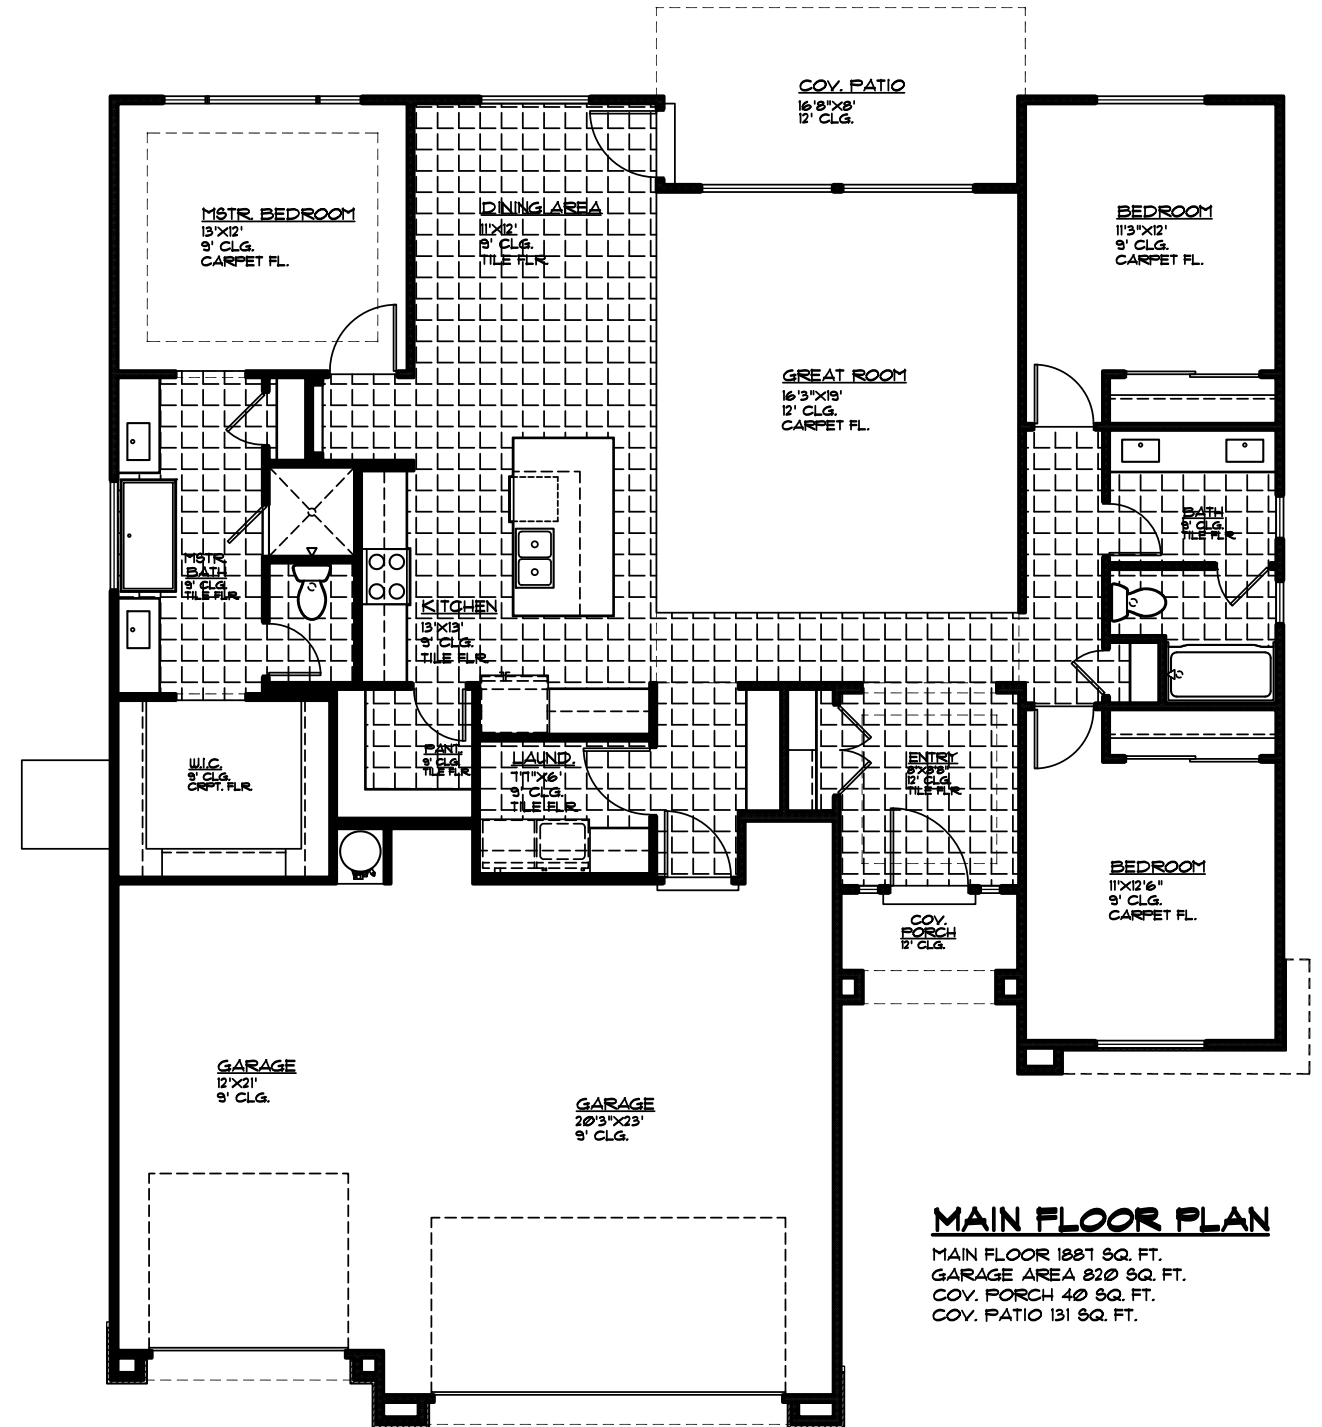 COV. PATIO
16'8"X8'
12' CLG.
MSTR. BEDROOM
13'X12'
9' CLG.
CARPET FL.
DINING AREA
11'X12'
9' CLG.
TILE FLR.
BEDROOM
11'3"X12'
9' CLG.
CARPET FL.
GREAT ROOM
16'3"X19'
12' CLG.
CARPET FL.
BATH
9' CLG.
TILE FLR.
MSTR.
BATH
9' CLG.
TILE FLR.
KITCHEN
13'X13'
9' CLG.
TILE FLR.
PANT.
9' CLG.
TILE FLR.
LAUND.
7'7"X6'
9' CLG.
TILE FLR.
ENTRY
8'X8'8"
12' CLG.
TILE FLR.
W.I.C.
9' CLG.
CRPT. FLR.
BEDROOM
11'X12'6"
9' CLG.
CARPET FL.
COV.
PORCH
12' CLG.
GARAGE
12'X21'
9' CLG.
GARAGE
20'3"X23'
9' CLG.
MAIN FLOOR PLAN
MAIN FLOOR 1887 SQ. FT.
GARAGE AREA 820 SQ. FT.
COV. PORCH 40 SQ. FT.
COV. PATIO 131 SQ. FT.